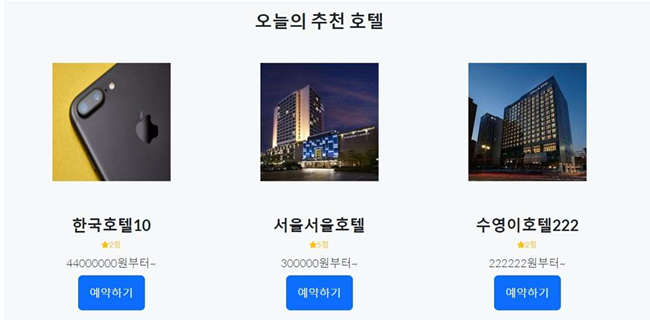 오늘의 추천 호텔
한국호텔10
★2점
44000000원부터~
예약하기
서울서울호텔
★5점
300000원부터~
예약하기
수영이호텔222
★2점
222222원부터~
예약하기